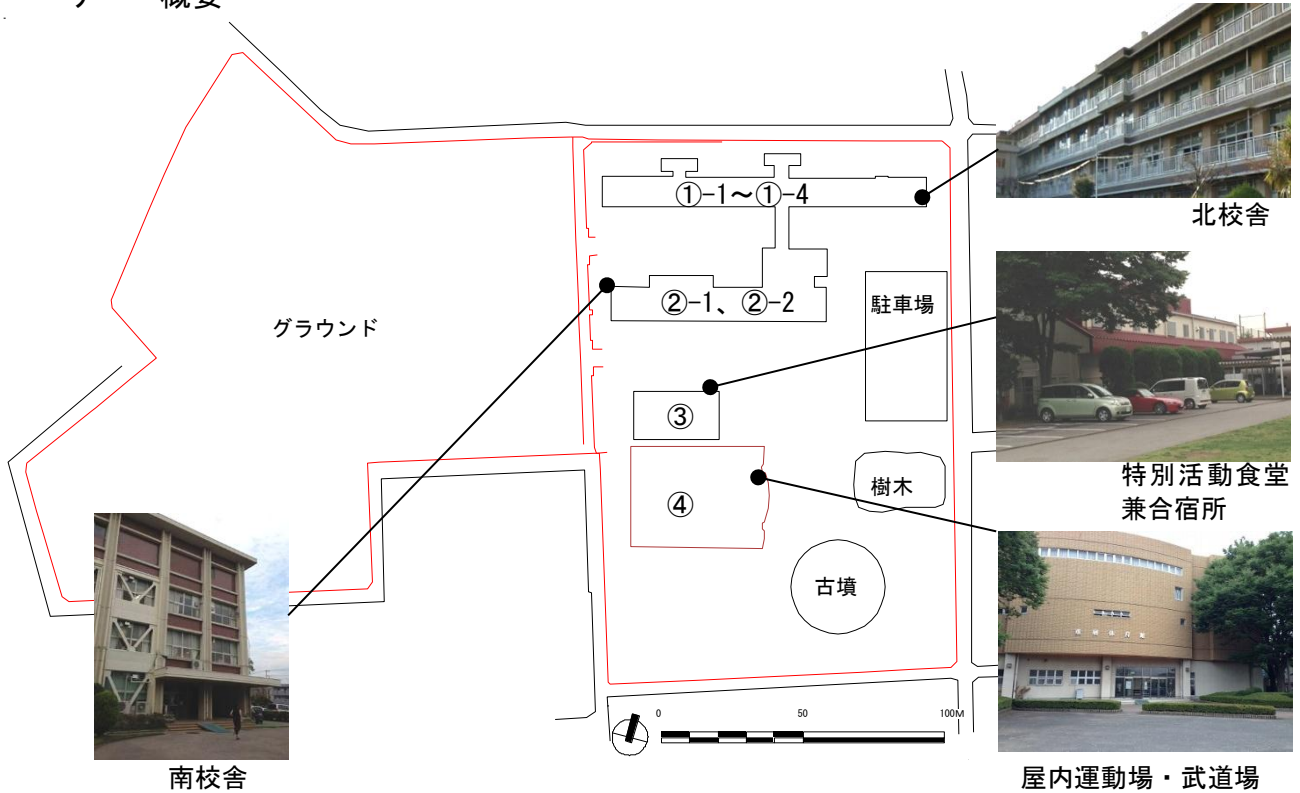 概要
①-1～①-4
北校舎
グラウンド
②-1、②-2
駐車場
③
特別活動食堂
兼合宿所
樹木
④
古墳
0 50 100M
南校舎
屋内運動場・武道場